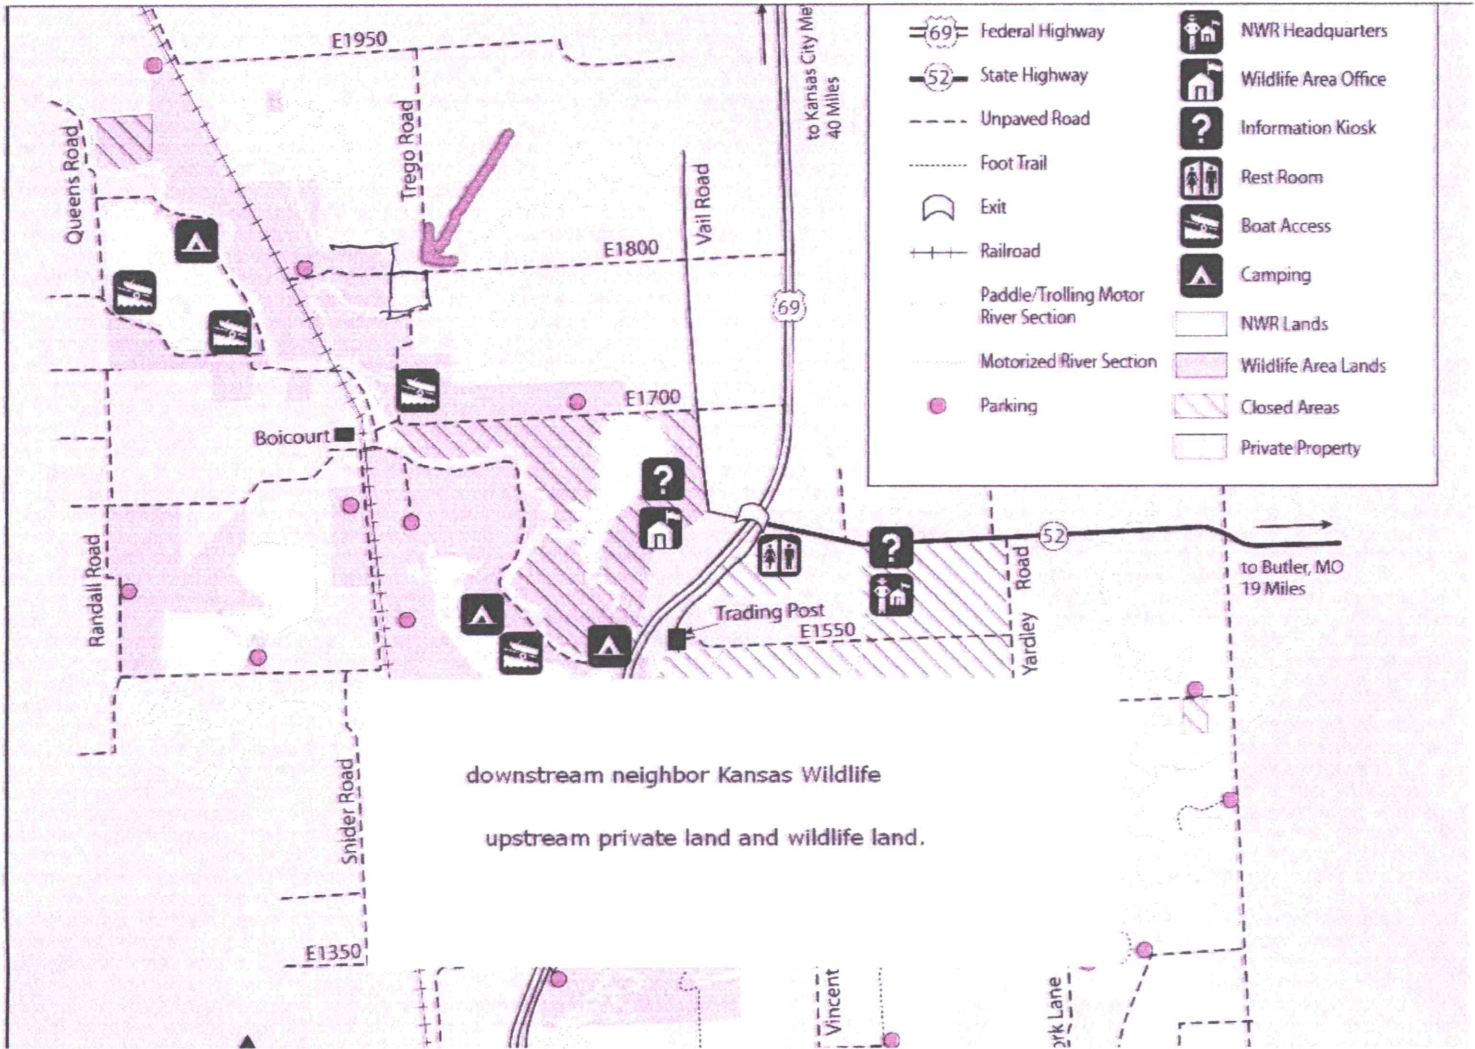 E1950
Trego Road
Queens Road
to Kansas City Me
40 Miles
Vail Road
E1800
69
E1700
Boicourt
Randall Road
52
to Butler, MO
19 Miles
Trading Post
E1550
Yardley Road
Snider Road
E1350
Vincent
ork Lane
69 Federal Highway
52 State Highway
Unpaved Road
Foot Trail
Exit
Railroad
Paddle/Trolling Motor
River Section
Motorized River Section
Parking
NWR Headquarters
Wildlife Area Office
? Information Kiosk
Rest Room
Boat Access
Camping
NWR Lands
Wildlife Area Lands
Closed Areas
Private Property
?
?
downstream neighbor Kansas Wildlife
upstream private land and wildlife land.